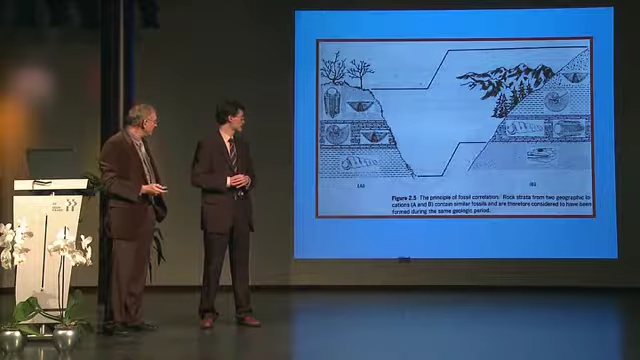 (A)
(B)
Figure 2.5 The principle of fossil correlation. Rock strata from two geographic lo-
cations (A and B) contain similar fossils and are therefore considered to have been
formed during the same geologic period.